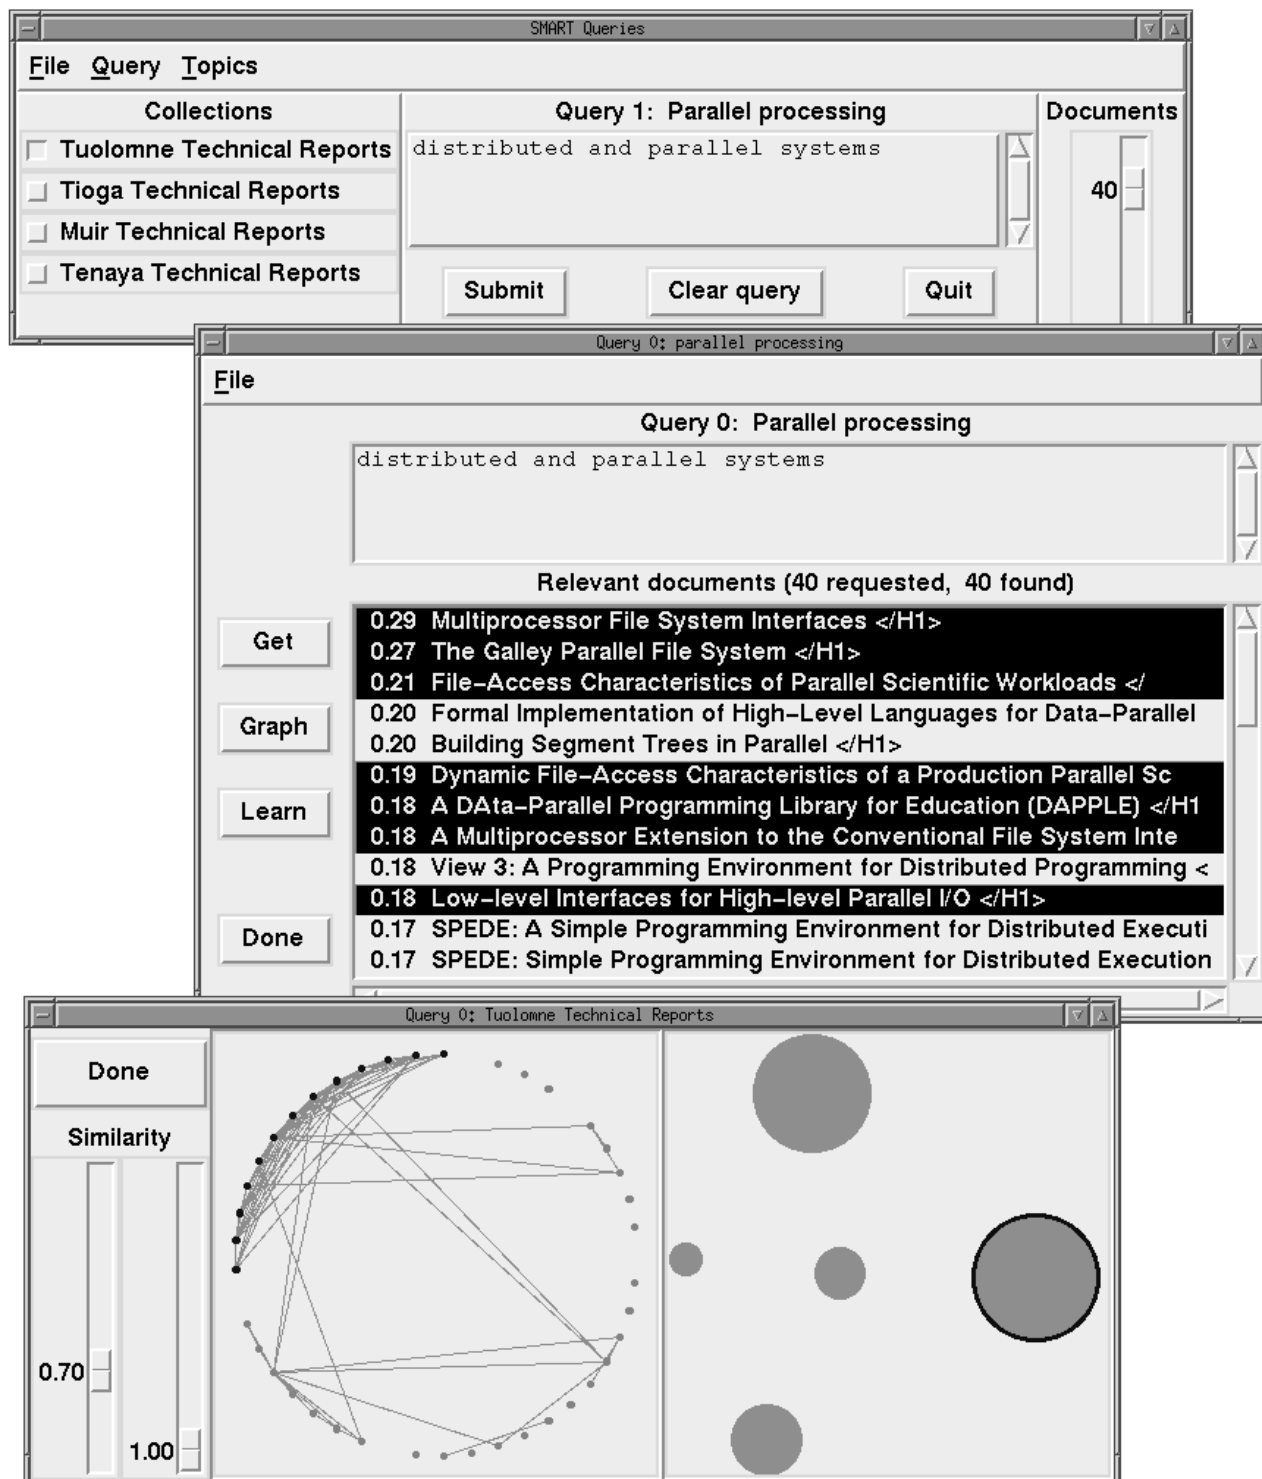 SMART Queries
File Query Topics
Collections
Tuolomne Technical Reports
Tioga Technical Reports
Muir Technical Reports
Tenaya Technical Reports
Query 1: Parallel processing
distributed and parallel systems
Submit Clear query Quit
Documents
40
Query 0: parallel processing
File
Query 0: Parallel processing
distributed and parallel systems
Relevant documents (40 requested, 40 found)
Get
Graph
Learn
Done
0.29 Multiprocessor File System Interfaces </H1>
0.27 The Galley Parallel File System </H1>
0.21 File-Access Characteristics of Parallel Scientific Workloads </
0.20 Formal Implementation of High-Level Languages for Data-Parallel
0.20 Building Segment Trees in Parallel </H1>
0.19 Dynamic File-Access Characteristics of a Production Parallel Sc
0.18 A DAta-Parallel Programming Library for Education (DAPPLE) </H1
0.18 A Multiprocessor Extension to the Conventional File System Inte
0.18 View 3: A Programming Environment for Distributed Programming <
0.18 Low-level Interfaces for High-level Parallel I/O </H1>
0.17 SPEDE: A Simple Programming Environment for Distributed Executi
0.17 SPEDE: Simple Programming Environment for Distributed Execution
Query 0: Tuolomne Technical Reports
Done
Similarity
0.70
1.00